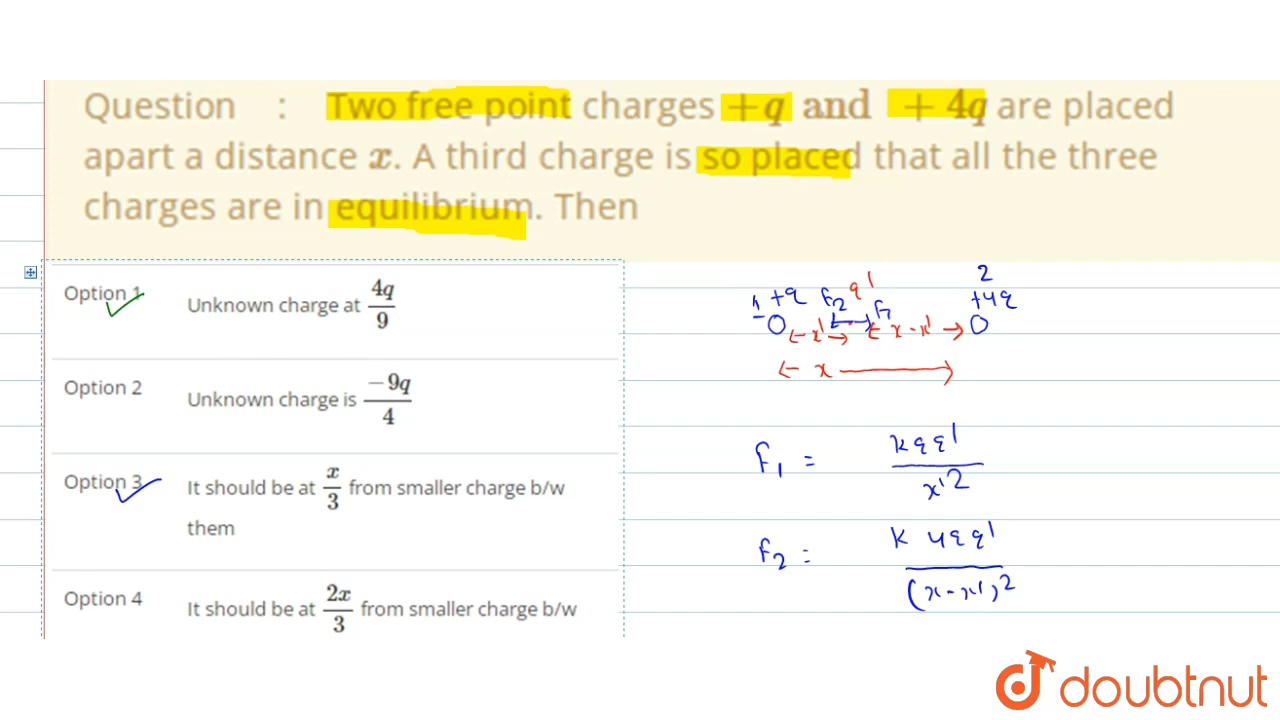 Question : Two free point charges +q and +4q are placed
apart a distance x. A third charge is so placed that all the three
charges are in equilibrium. Then
Option 1 Unknown charge at 4q/9
Option 2 Unknown charge is −9q/4
Option 3 It should be at x/3 from smaller charge b/w
them
Option 4 It should be at 2x/3 from smaller charge b/w
1 +q F2 q' F1 2 +4q
x' x-x'
x
F1 = kqq'/x'2
F2 = k 4qq'/(x-x')2
doubtnut